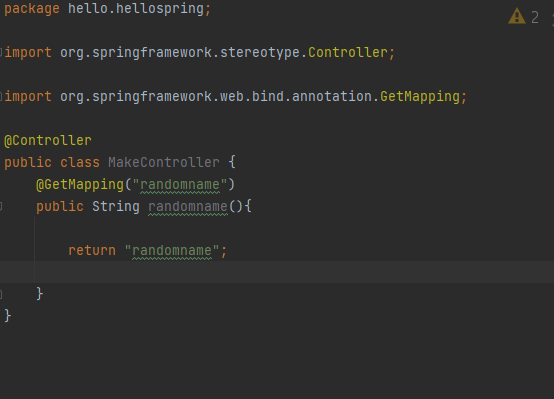 package hello.hellospring;
2
import org.springframework.stereotype.Controller;
import org.springframework.web.bind.annotation.GetMapping;
@Controller
public class MakeController {
@GetMapping("randomname")
public String randomname(){
return "randomname";
}
}